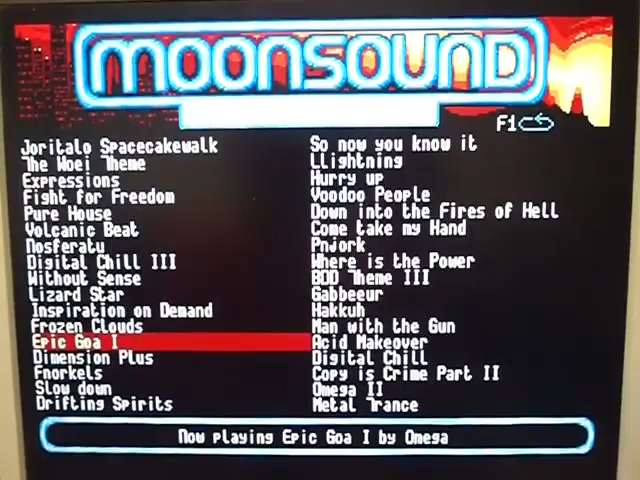 MOONSOUND
F1
Joritalo Spacecakewalk
The Woei Theme
Expressions
Fight for Freedom
Pure House
Volcanic Beat
Nosferatu
Digital Chill III
Without Sense
Lizard Star
Inspiration on Demand
Frozen Clouds
Epic Goa I
Dimension Plus
Fnorkels
Slow down
Drifting Spirits
So now you know it
LLightning
Hurry up
Voodoo People
Down into the Fires of Hell
Come take my Hand
Pnjork
Where is the Power
BDD Theme III
Gabbeeur
Hakkuh
Man with the Gun
Acid Makeover
Digital Chill
Copy is Crime Part II
Omega II
Metal Trance
Now playing Epic Goa I by Omega